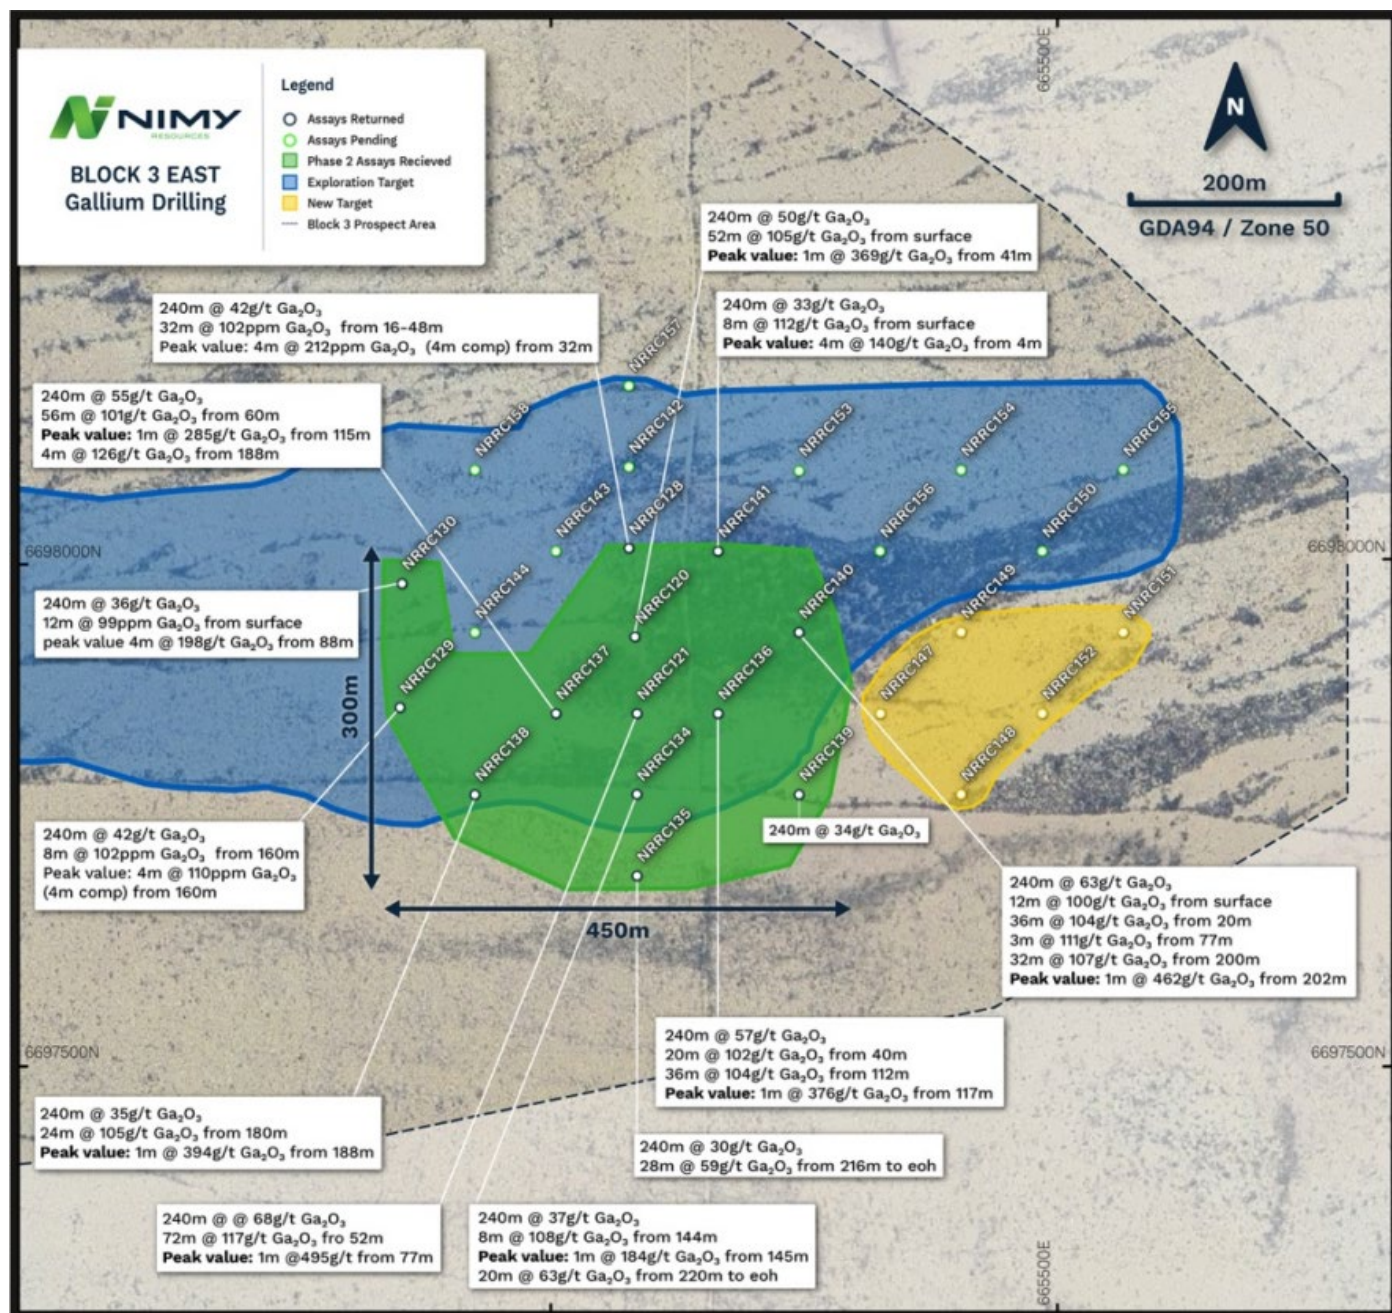 NIMY
RESOURCES
BLOCK 3 EAST
Gallium Drilling
Legend
Assays Returned
Assays Pending
Phase 2 Assays Recieved
Exploration Target
New Target
Block 3 Prospect Area
665500E
N
200m
GDA94 / Zone 50
240m @ 50g/t Ga₂O₃
52m @ 105g/t Ga₂O₃ from surface
Peak value: 1m @ 369g/t Ga₂O₃ from 41m
240m @ 42g/t Ga₂O₃
32m @ 102ppm Ga₂O₃ from 16-48m
Peak value: 4m @ 212ppm Ga₂O₃ (4m comp) from 32m
240m @ 33g/t Ga₂O₃
8m @ 112g/t Ga₂O₃ from surface
Peak value: 4m @ 140g/t Ga₂O₃ from 4m
240m @ 55g/t Ga₂O₃
56m @ 101g/t Ga₂O₃ from 60m
Peak value: 1m @ 285g/t Ga₂O₃ from 115m
4m @ 126g/t Ga₂O₃ from 188m
NRRC157
NRRC158
NRRC142
NRRC153
NRRC154
NRRC155
NRRC130
NRRC143
NRRC128
NRRC141
NRRC156
NRRC150
6698000N
6698000N
NRRC144
NRRC120
NRRC140
NRRC149
NNRC151
240m @ 36g/t Ga₂O₃
12m @ 99ppm Ga₂O₃ from surface
peak value 4m @ 198g/t Ga₂O₃ from 88m
NRRC129
NRRC137
NRRC121
NRRC136
NRRC147
NRRC152
300m
NRRC138
NRRC134
NRRC139
NRRC148
NRRC135
240m @ 34g/t Ga₂O₃
240m @ 42g/t Ga₂O₃
8m @ 102ppm Ga₂O₃ from 160m
Peak value: 4m @ 110ppm Ga₂O₃
(4m comp) from 160m
450m
240m @ 63g/t Ga₂O₃
12m @ 100g/t Ga₂O₃ from surface
36m @ 104g/t Ga₂O₃ from 20m
3m @ 111g/t Ga₂O₃ from 77m
32m @ 107g/t Ga₂O₃ from 200m
Peak value: 1m @ 462g/t Ga₂O₃ from 202m
240m @ 57g/t Ga₂O₃
20m @ 102g/t Ga₂O₃ from 40m
36m @ 104g/t Ga₂O₃ from 112m
Peak value: 1m @ 376g/t Ga₂O₃ from 117m
6697500N
6697500N
240m @ 35g/t Ga₂O₃
24m @ 105g/t Ga₂O₃ from 180m
Peak value: 1m @ 394g/t Ga₂O₃ from 188m
240m @ 30g/t Ga₂O₃
28m @ 59g/t Ga₂O₃ from 216m to eoh
240m @ @ 68g/t Ga₂O₃
72m @ 117g/t Ga₂O₃ fro 52m
Peak value: 1m @495g/t from 77m
240m @ 37g/t Ga₂O₃
8m @ 108g/t Ga₂O₃ from 144m
Peak value: 1m @ 184g/t Ga₂O₃ from 145m
20m @ 63g/t Ga₂O₃ from 220m to eoh
665500E